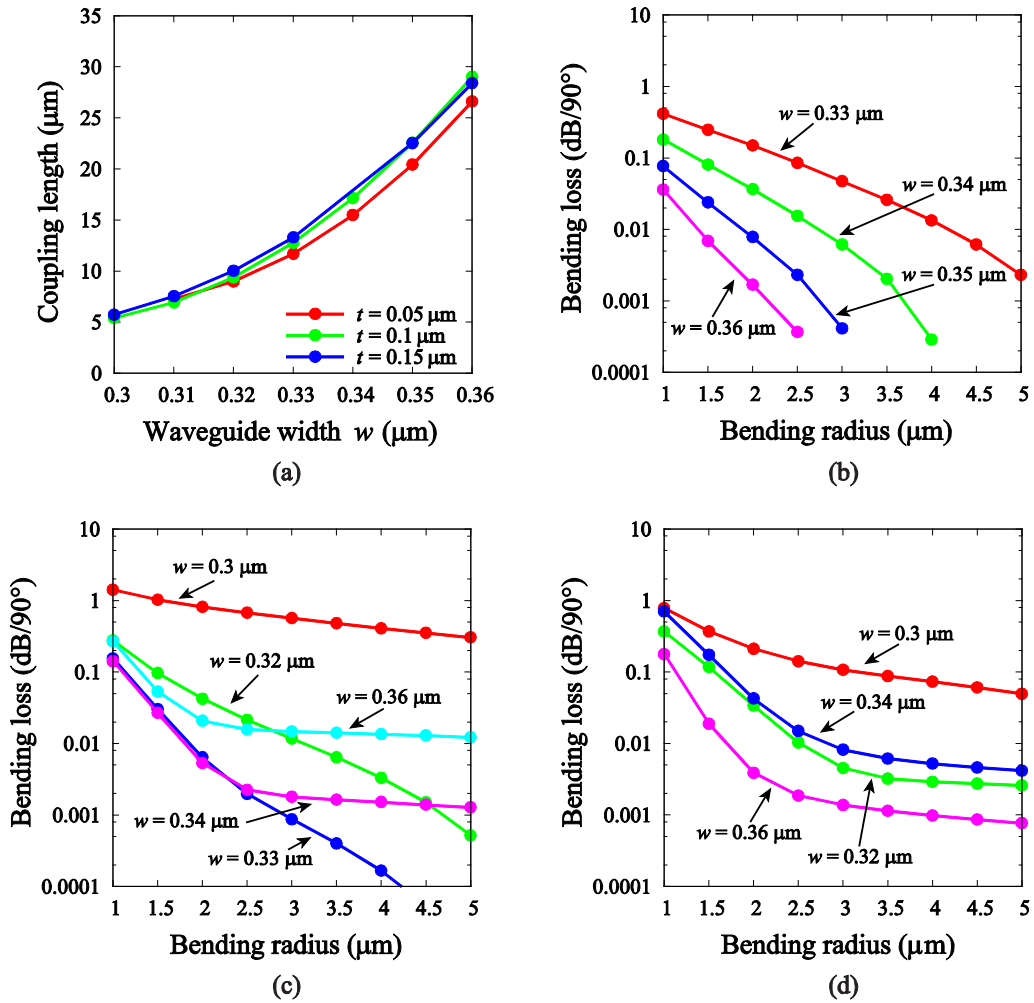 35
30
25
20
15
10
5
0
Coupling length (μm)
t = 0.05 μm
t = 0.1 μm
t = 0.15 μm
0.3 0.31 0.32 0.33 0.34 0.35 0.36
Waveguide width w (μm)
(a)
10
1
0.1
0.01
0.001
0.0001
Bending loss (dB/90°)
w = 0.33 μm
w = 0.34 μm
w = 0.35 μm
w = 0.36 μm
1 1.5 2 2.5 3 3.5 4 4.5 5
Bending radius (μm)
(b)
10
1
0.1
0.01
0.001
0.0001
Bending loss (dB/90°)
w = 0.3 μm
w = 0.32 μm
w = 0.36 μm
w = 0.34 μm
w = 0.33 μm
1 1.5 2 2.5 3 3.5 4 4.5 5
Bending radius (μm)
(c)
10
1
0.1
0.01
0.001
0.0001
Bending loss (dB/90°)
w = 0.3 μm
w = 0.34 μm
w = 0.36 μm
w = 0.32 μm
1 1.5 2 2.5 3 3.5 4 4.5 5
Bending radius (μm)
(d)